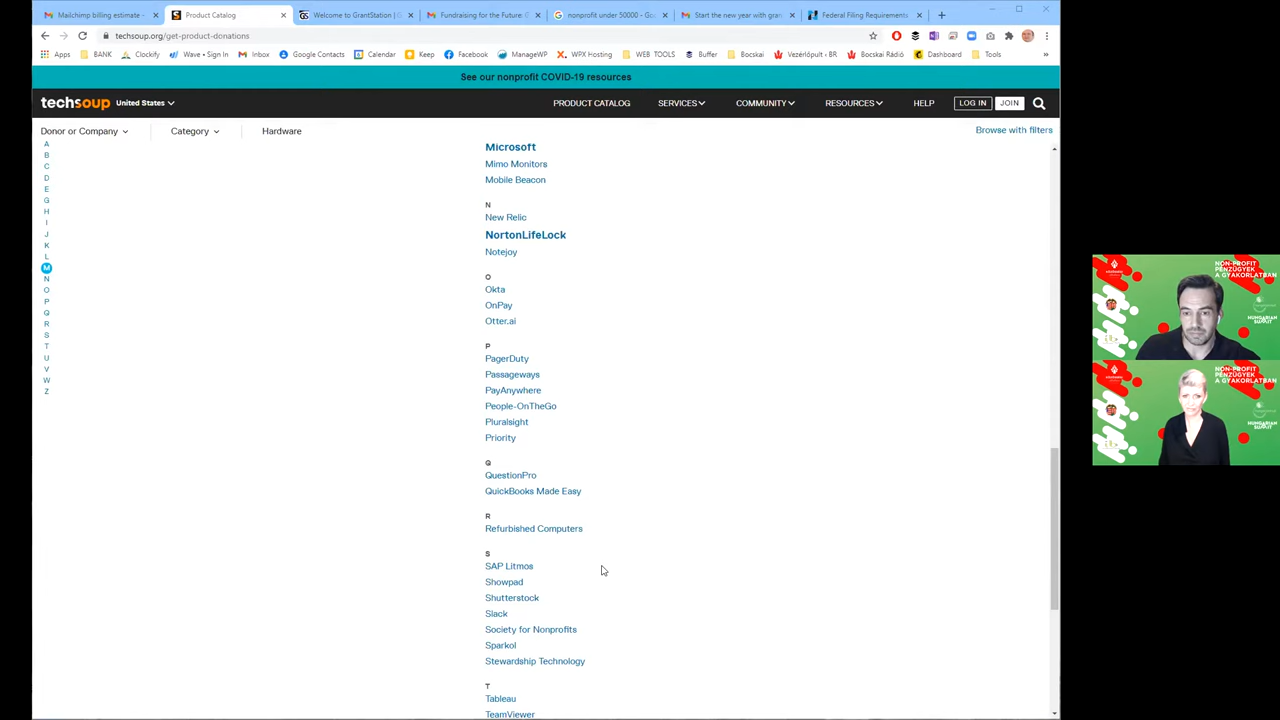 Mailchimp billing estimate -
Product Catalog
Welcome to GrantStation | G
Fundraising for the Future: (
nonprofit under 50000 - Goo
Start the new year with gran
Federal Filing Requirements
techsoup.org/get-product-donations
Apps
BANK
Clockify
Wave • Sign In
Inbox
Google Contacts
Calendar
Keep
Facebook
ManageWP
WPX Hosting
WEB TOOLS
Buffer
Bocskai
Vezérlőpult ‹ B
Bocskai Rádió
Dashboard
Tools
»
See our nonprofit COVID-19 resources
techsoup United States
PRODUCT CATALOG SERVICES COMMUNITY RESOURCES HELP LOG IN JOIN
Donor or Company
Category
Hardware
Browse with filters
A
B
C
D
E
G
H
I
J
K
L
M
N
O
P
Q
R
S
T
U
V
W
Z
Microsoft
Mimo Monitors
Mobile Beacon
N
New Relic
NortonLifeLock
Notejoy
O
Okta
OnPay
Otter.ai
P
PagerDuty
Passageways
PayAnywhere
People-OnTheGo
Pluralsight
Priority
Q
QuestionPro
QuickBooks Made Easy
R
Refurbished Computers
S
SAP Litmos
Showpad
Shutterstock
Slack
Society for Nonprofits
Sparkol
Stewardship Technology
T
Tableau
TeamViewer
NON-PROFIT
PÉNZÜGYEK
A GYAKORLATBAN
HUNGARIAN
SUMMIT
NON-PROFIT
PÉNZÜGYEK
A GYAKORLATBAN
HUNGARIAN
SUMMIT